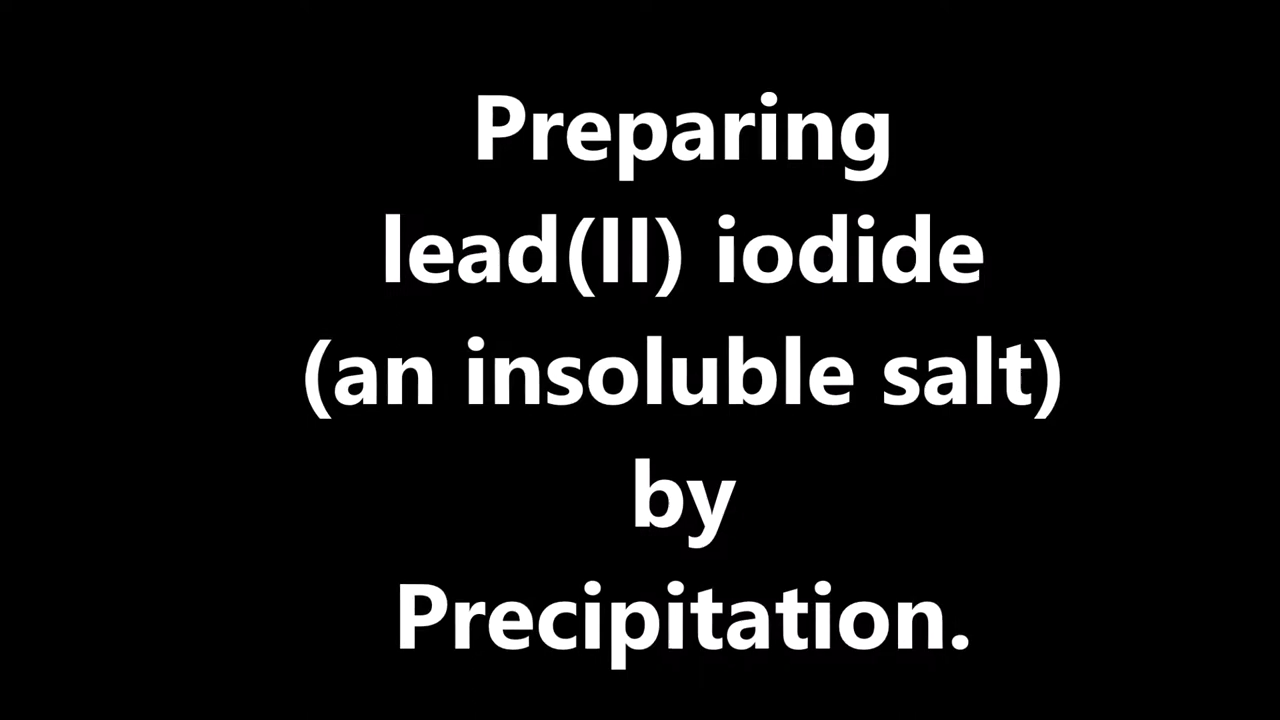 Preparing
lead(II) iodide
(an insoluble salt)
by
Precipitation.